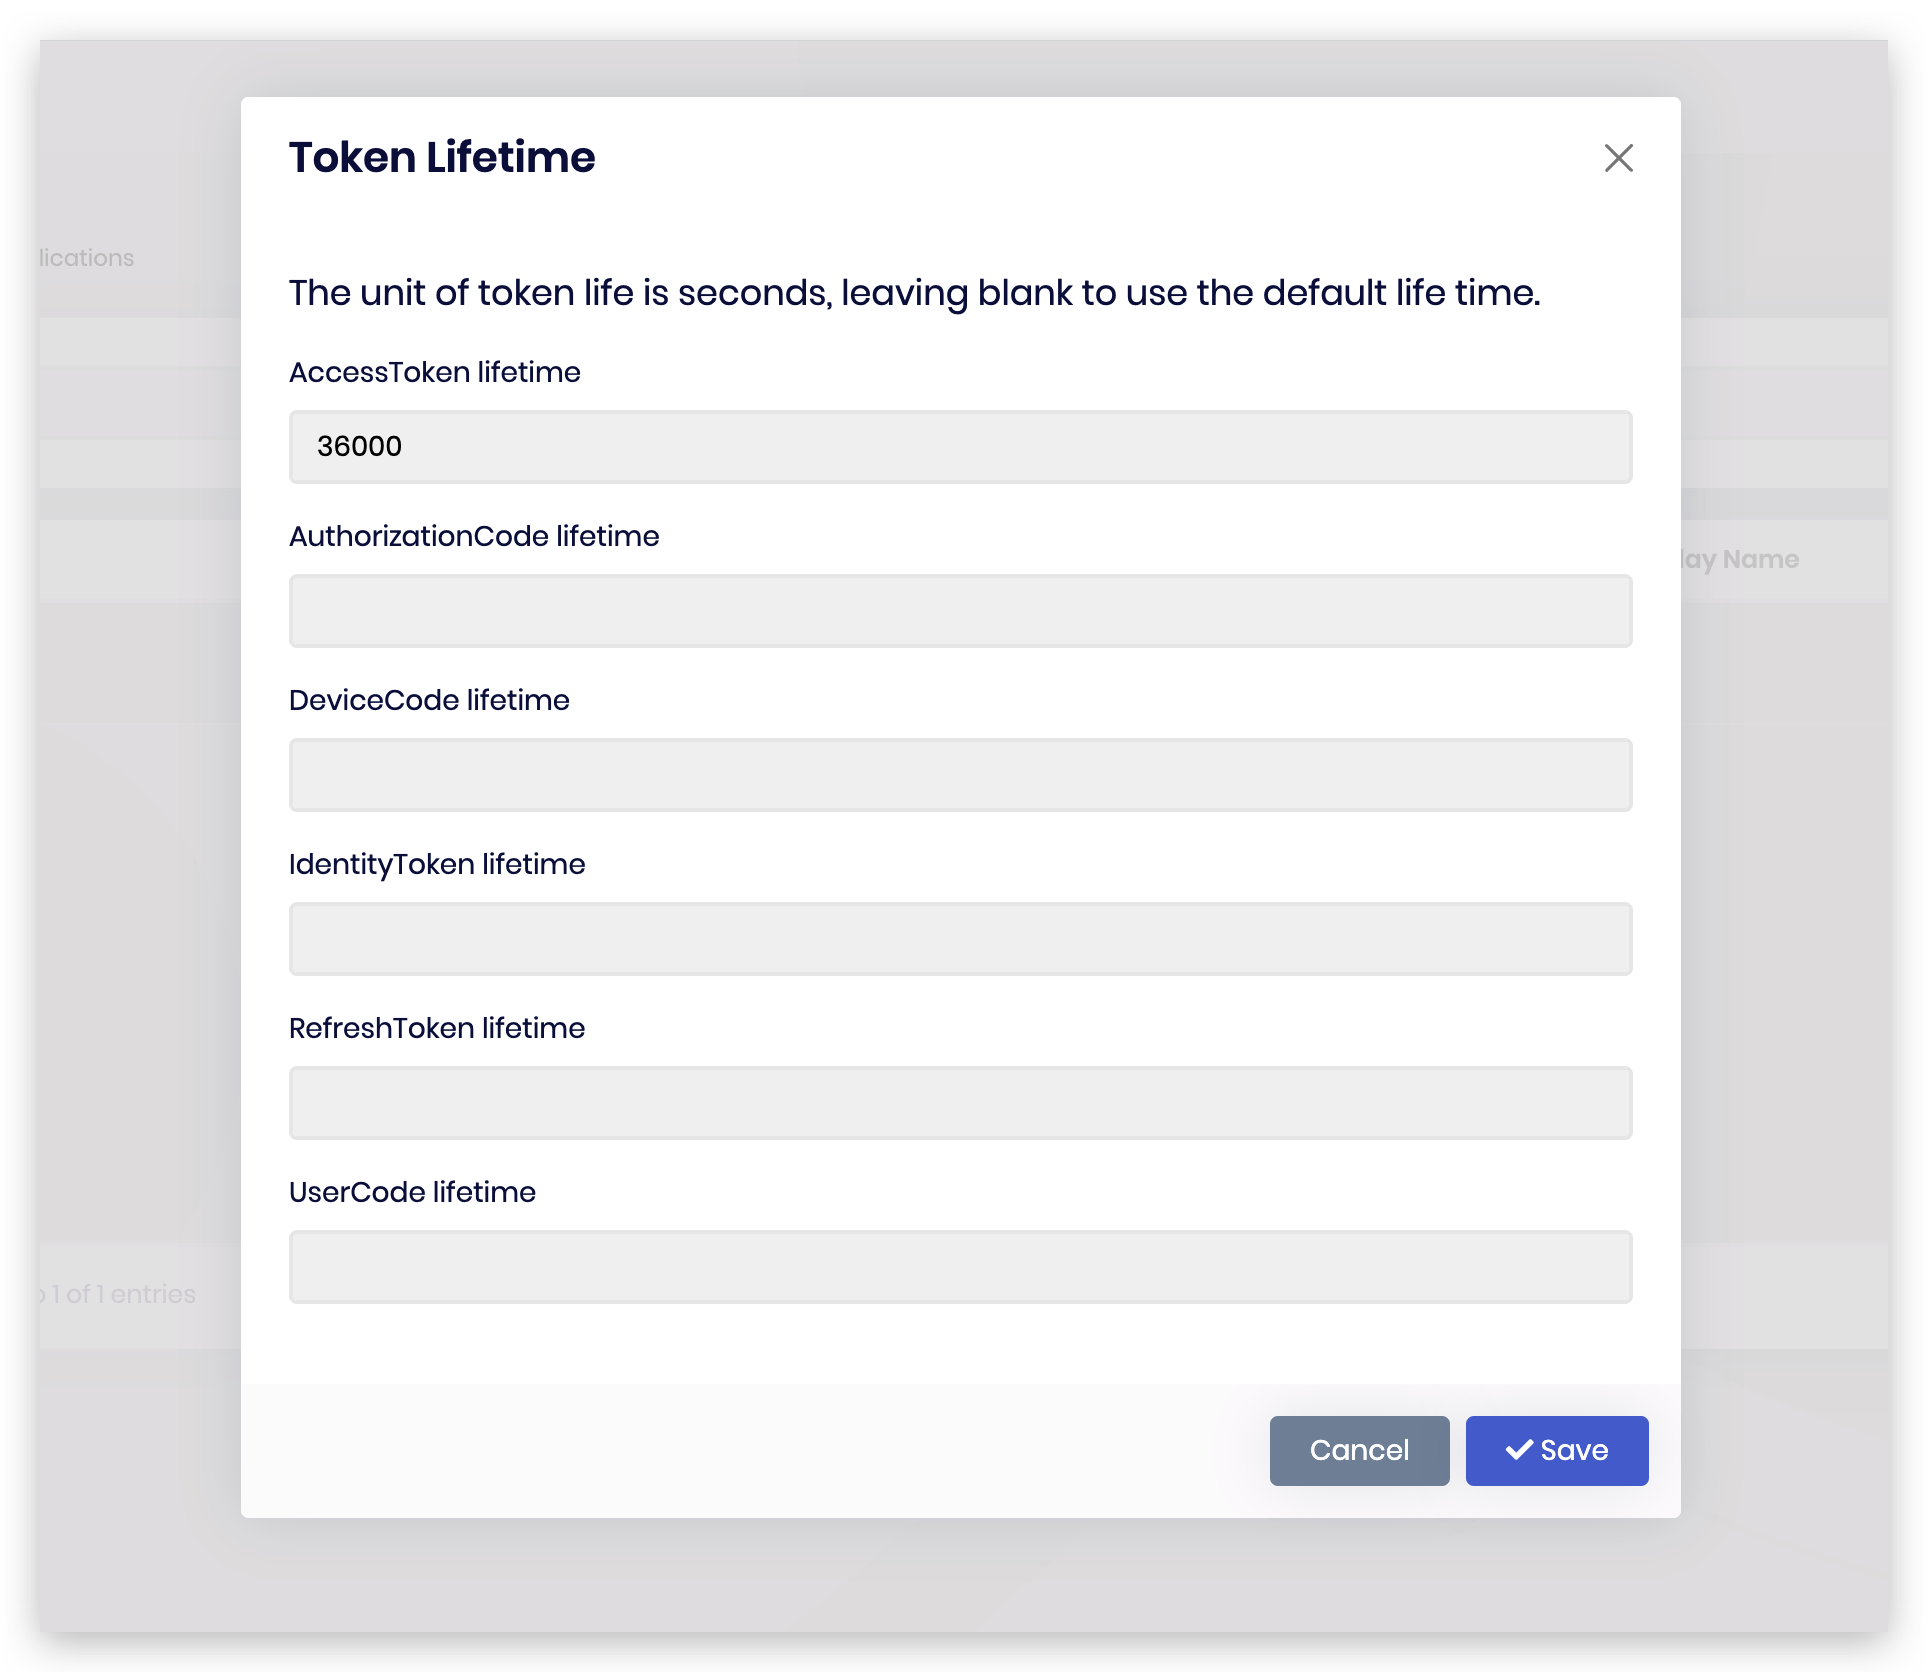 Token Lifetime
lications
The unit of token life is seconds, leaving blank to use the default life time.
AccessToken lifetime
36000
AuthorizationCode lifetime
lay Name
DeviceCode lifetime
IdentityToken lifetime
RefreshToken lifetime
UserCode lifetime
1 of 1 entries
Cancel
Save